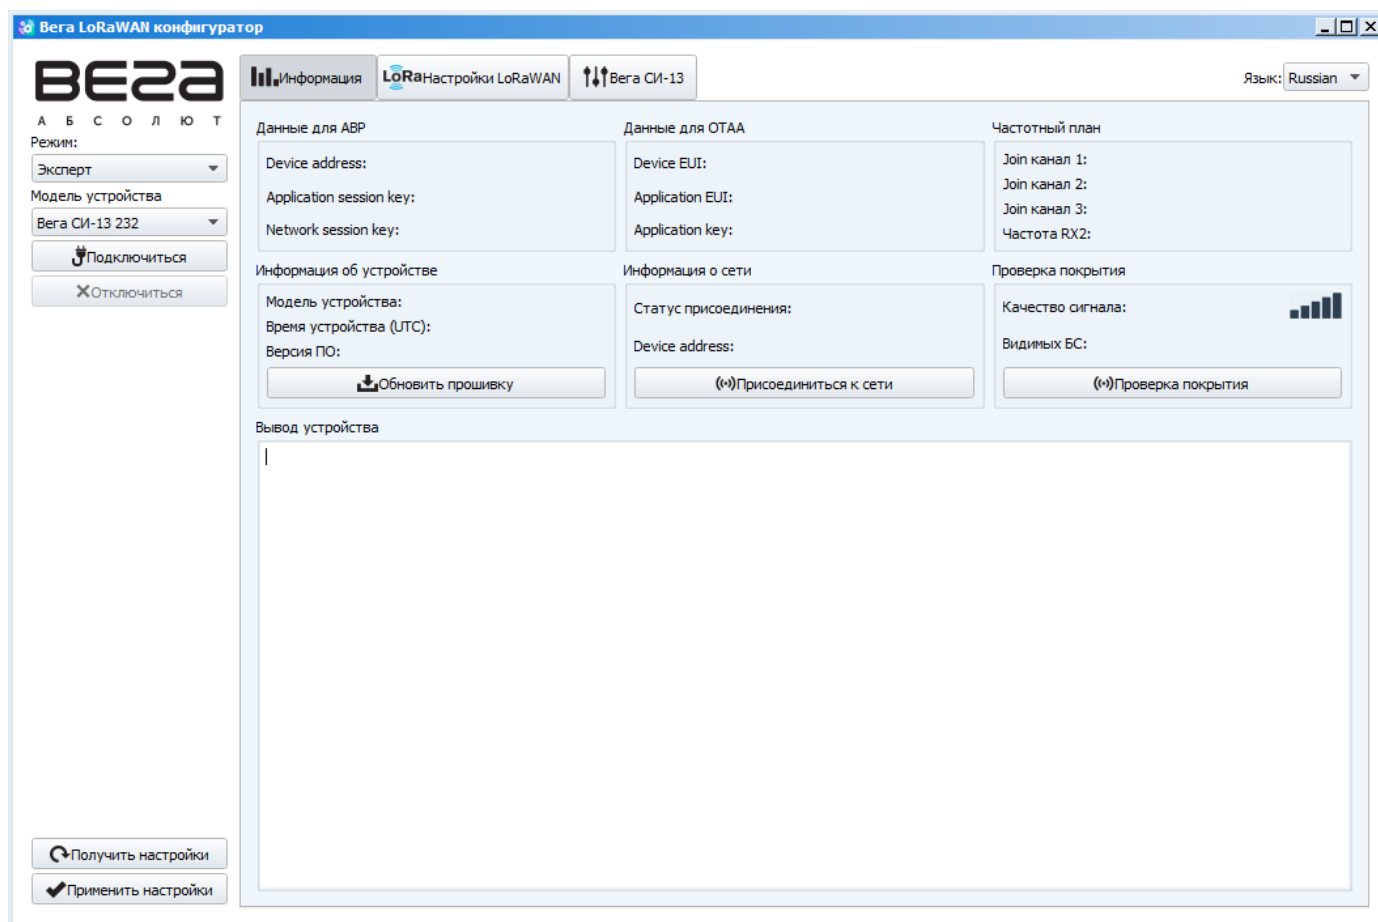 Вега LoRaWAN конфигуратор
ВЕГА
АБСОЛЮТ
Режим:
Эксперт
Модель устройства
Вега СИ-13 232
Подключиться
Отключиться
Получить настройки
Применить настройки
Информация
LoRa Настройки LoRaWAN
Вега СИ-13
Язык: Russian
Данные для ABP
Device address:
Application session key:
Network session key:
Данные для OTAA
Device EUI:
Application EUI:
Application key:
Частотный план
Join канал 1:
Join канал 2:
Join канал 3:
Частота RX2:
Информация об устройстве
Модель устройства:
Время устройства (UTC):
Версия ПО:
Обновить прошивку
Информация о сети
Статус присоединения:
Device address:
Присоединиться к сети
Проверка покрытия
Качество сигнала:
Видимых БС:
Проверка покрытия
Вывод устройства